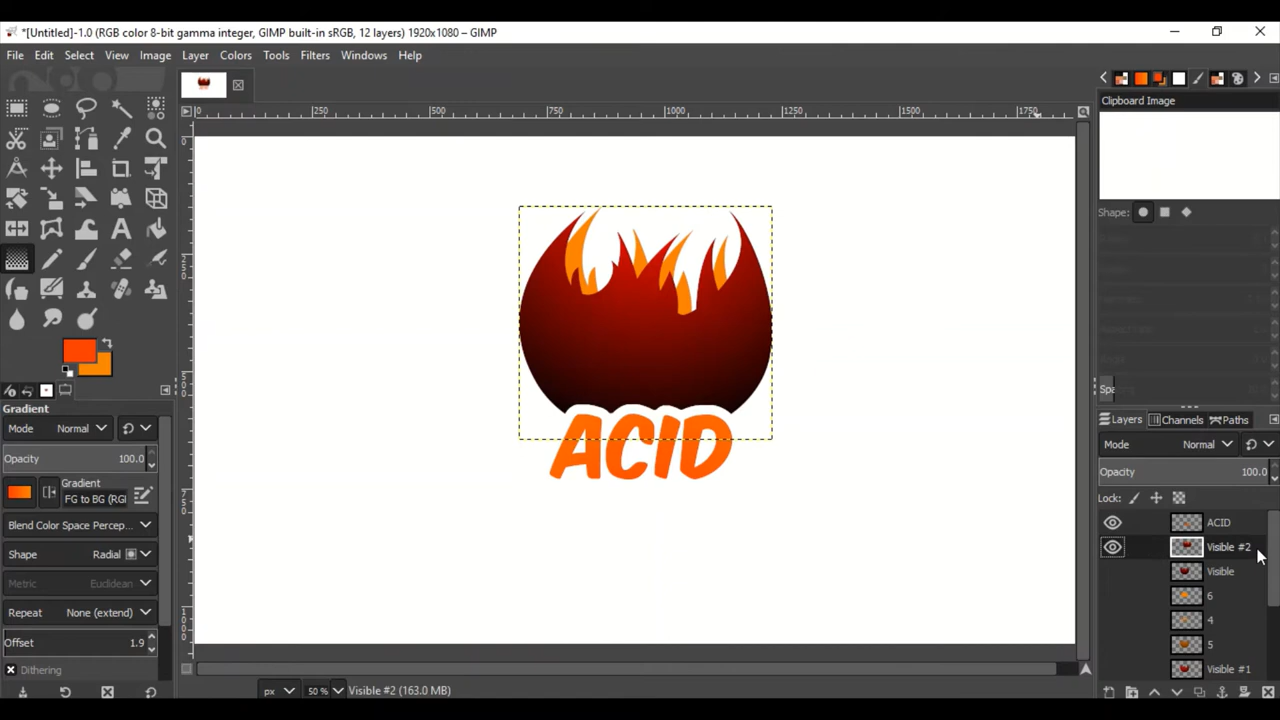 *[Untitled]-1.0 (RGB color 8-bit gamma integer, GIMP built-in sRGB, 12 layers) 1920x1080 – GIMP
File Edit Select View Image Layer Colors Tools Filters Windows Help
0 250 500 750 1000 1250 1500 1750
Clipboard Image
Shape:
ACID
Gradient
Mode Normal
Opacity 100.0
Gradient
FG to BG (RGI
Blend Color Space Percep...
Shape Radial
Metric Euclidean
Repeat None (extend)
Offset 1.9
Dithering
Spa
Layers Channels Paths
Mode Normal
Opacity 100.0
Lock:
ACID
Visible #2
Visible
6
4
5
Visible #1
px 50 % Visible #2 (163.0 MB)